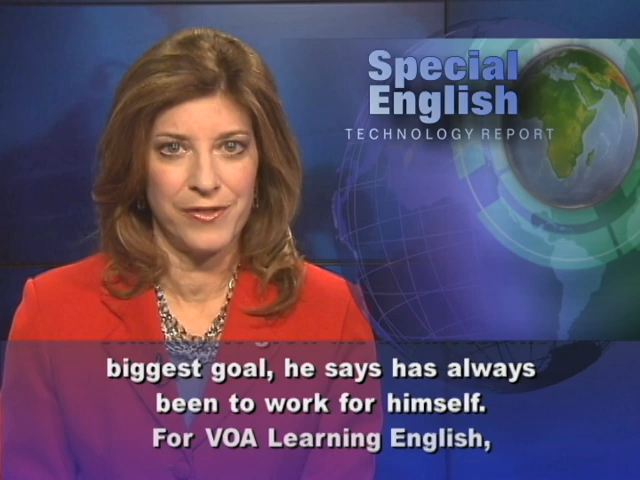 Special
English
TECHNOLOGY REPORT
biggest goal, he says has always
been to work for himself.
For VOA Learning English,